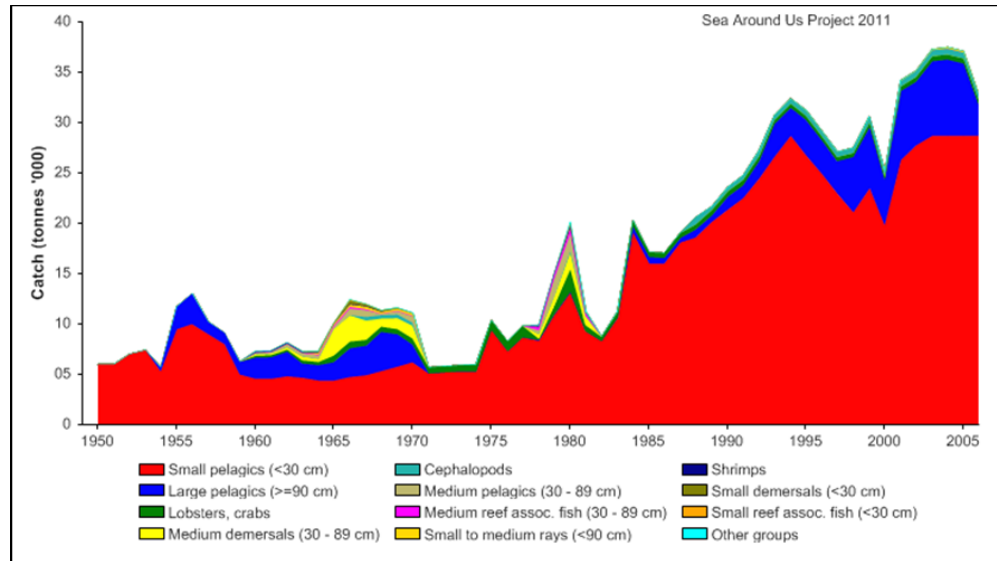 Sea Around Us Project 2011
Catch (tonnes '000)
40
35
30
25
20
15
10
05
0
1950 1955 1960 1965 1970 1975 1980 1985 1990 1995 2000 2005
Small pelagics (<30 cm) Cephalopods Shrimps
Large pelagics (>=90 cm) Medium pelagics (30 - 89 cm) Small demersals (<30 cm)
Lobsters, crabs Medium reef assoc. fish (30 - 89 cm) Small reef assoc. fish (<30 cm)
Medium demersals (30 - 89 cm) Small to medium rays (<90 cm) Other groups